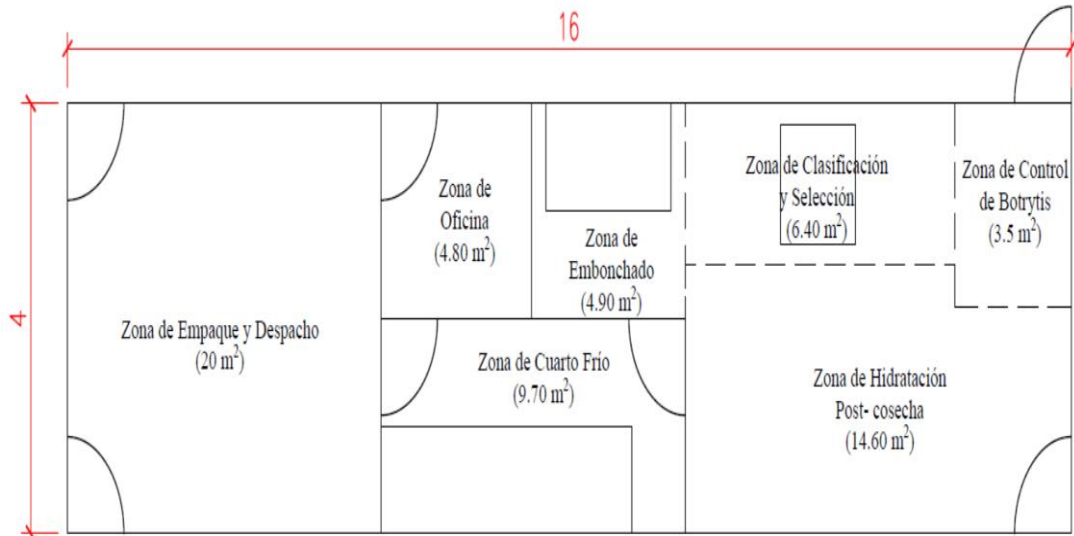 16
4
Zona de Empaque y Despacho
(20 m²)
Zona de
Oficina
(4.80 m²)
Zona de
Embonchado
(4.90 m²)
Zona de Cuarto Frío
(9.70 m²)
Zona de Clasificación
y Selección
(6.40 m²)
Zona de Control
de Botrytis
(3.5 m²)
Zona de Hidratación
Post- cosecha
(14.60 m²)